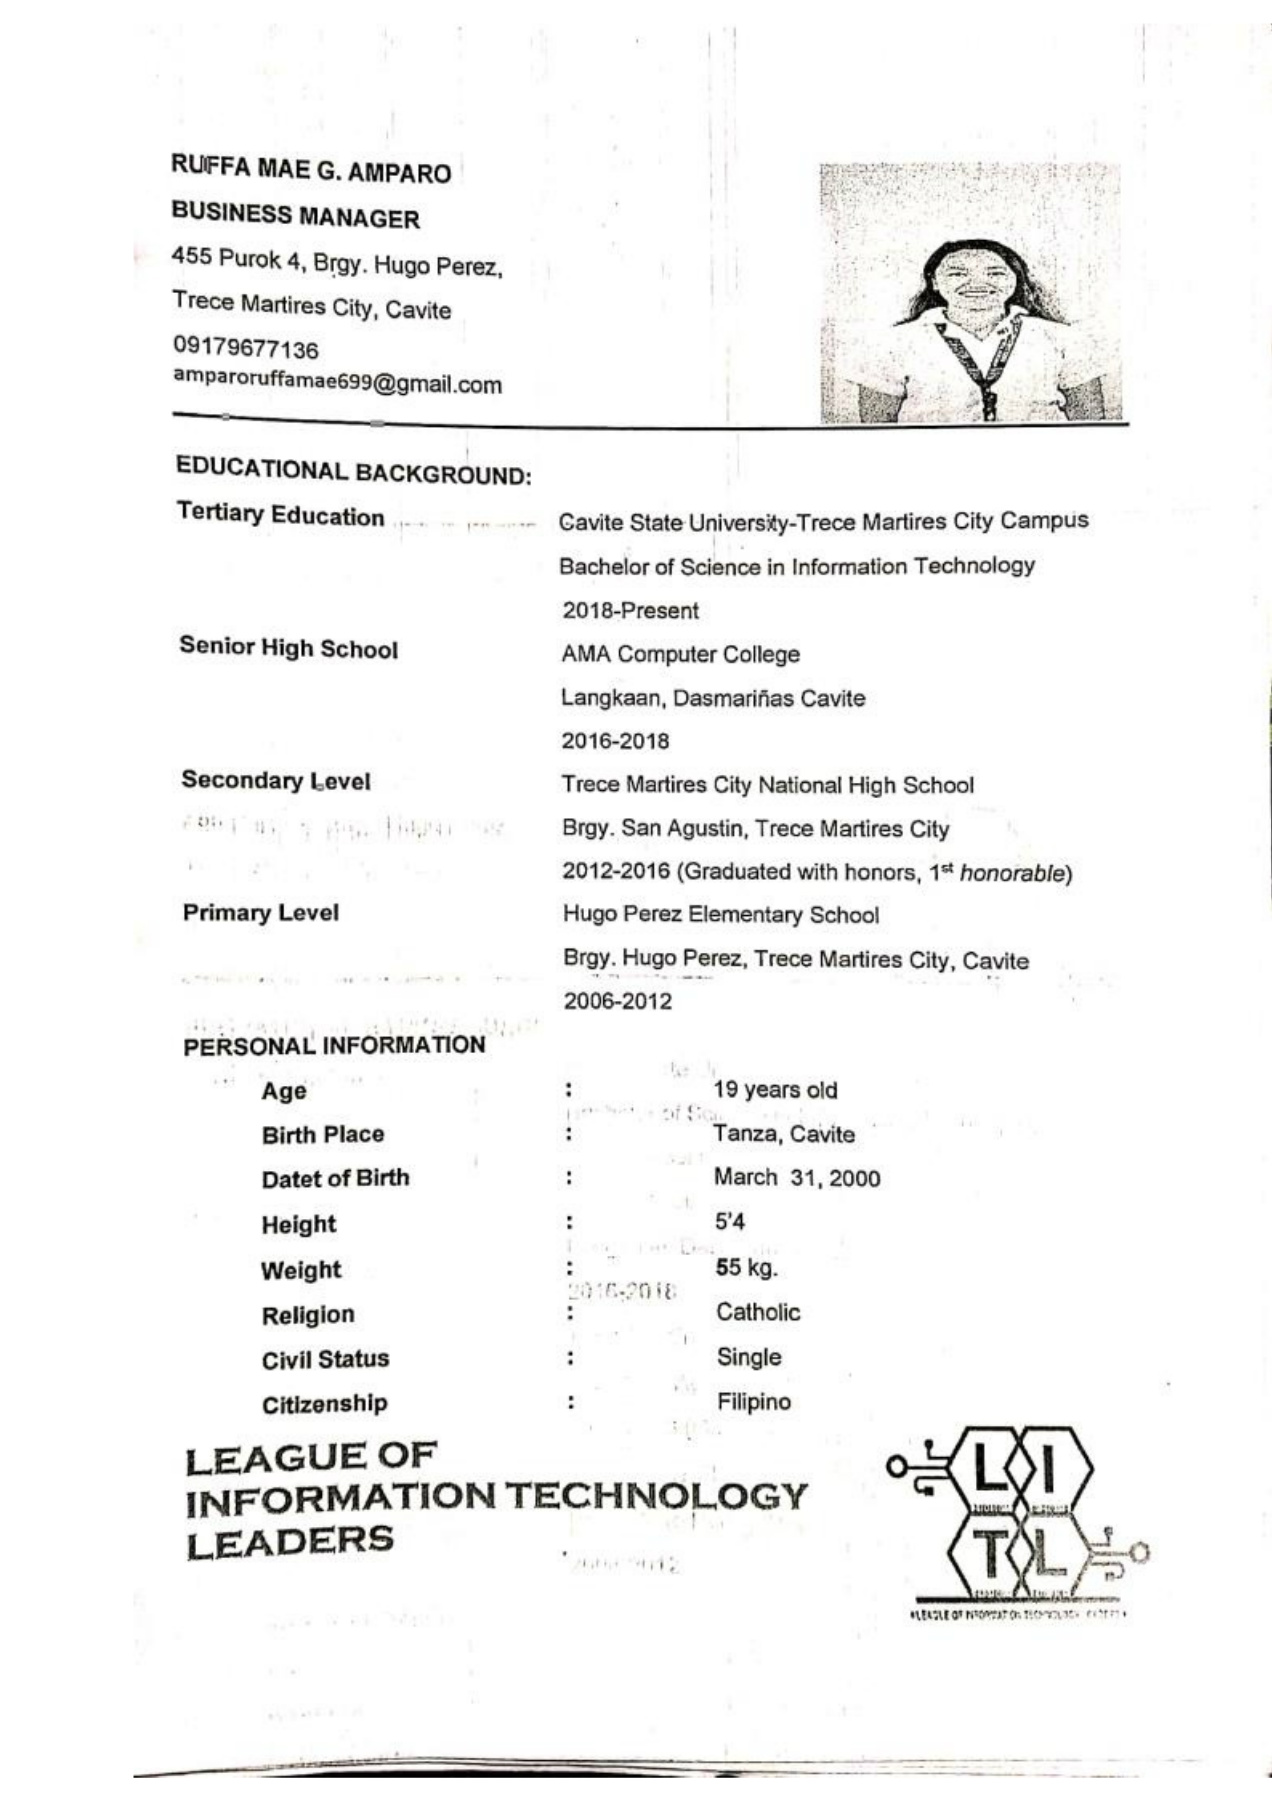 RUFFA MAE G. AMPARO
BUSINESS MANAGER
455 Purok 4, Brgy. Hugo Perez,
Trece Martires City, Cavite
09179677136
amparoruffamae699@gmail.com
EDUCATIONAL BACKGROUND:
Tertiary Education Cavite State University-Trece Martires City Campus
Bachelor of Science in Information Technology
2018-Present
Senior High School AMA Computer College
Langkaan, Dasmariñas Cavite
2016-2018
Secondary Level Trece Martires City National High School
Brgy. San Agustin, Trece Martires City
2012-2016 (Graduated with honors, 1st honorable)
Primary Level Hugo Perez Elementary School
Brgy. Hugo Perez, Trece Martires City, Cavite
2006-2012
PERSONAL INFORMATION
Age : 19 years old
Birth Place : Tanza, Cavite
Datet of Birth : March 31, 2000
Height : 5'4
Weight : 55 kg.
Religion : Catholic
Civil Status : Single
Citizenship : Filipino
LEAGUE OF
INFORMATION TECHNOLOGY
LEADERS
L I
T L
LEAGUE OF INFORMATION TECHNOLOGY